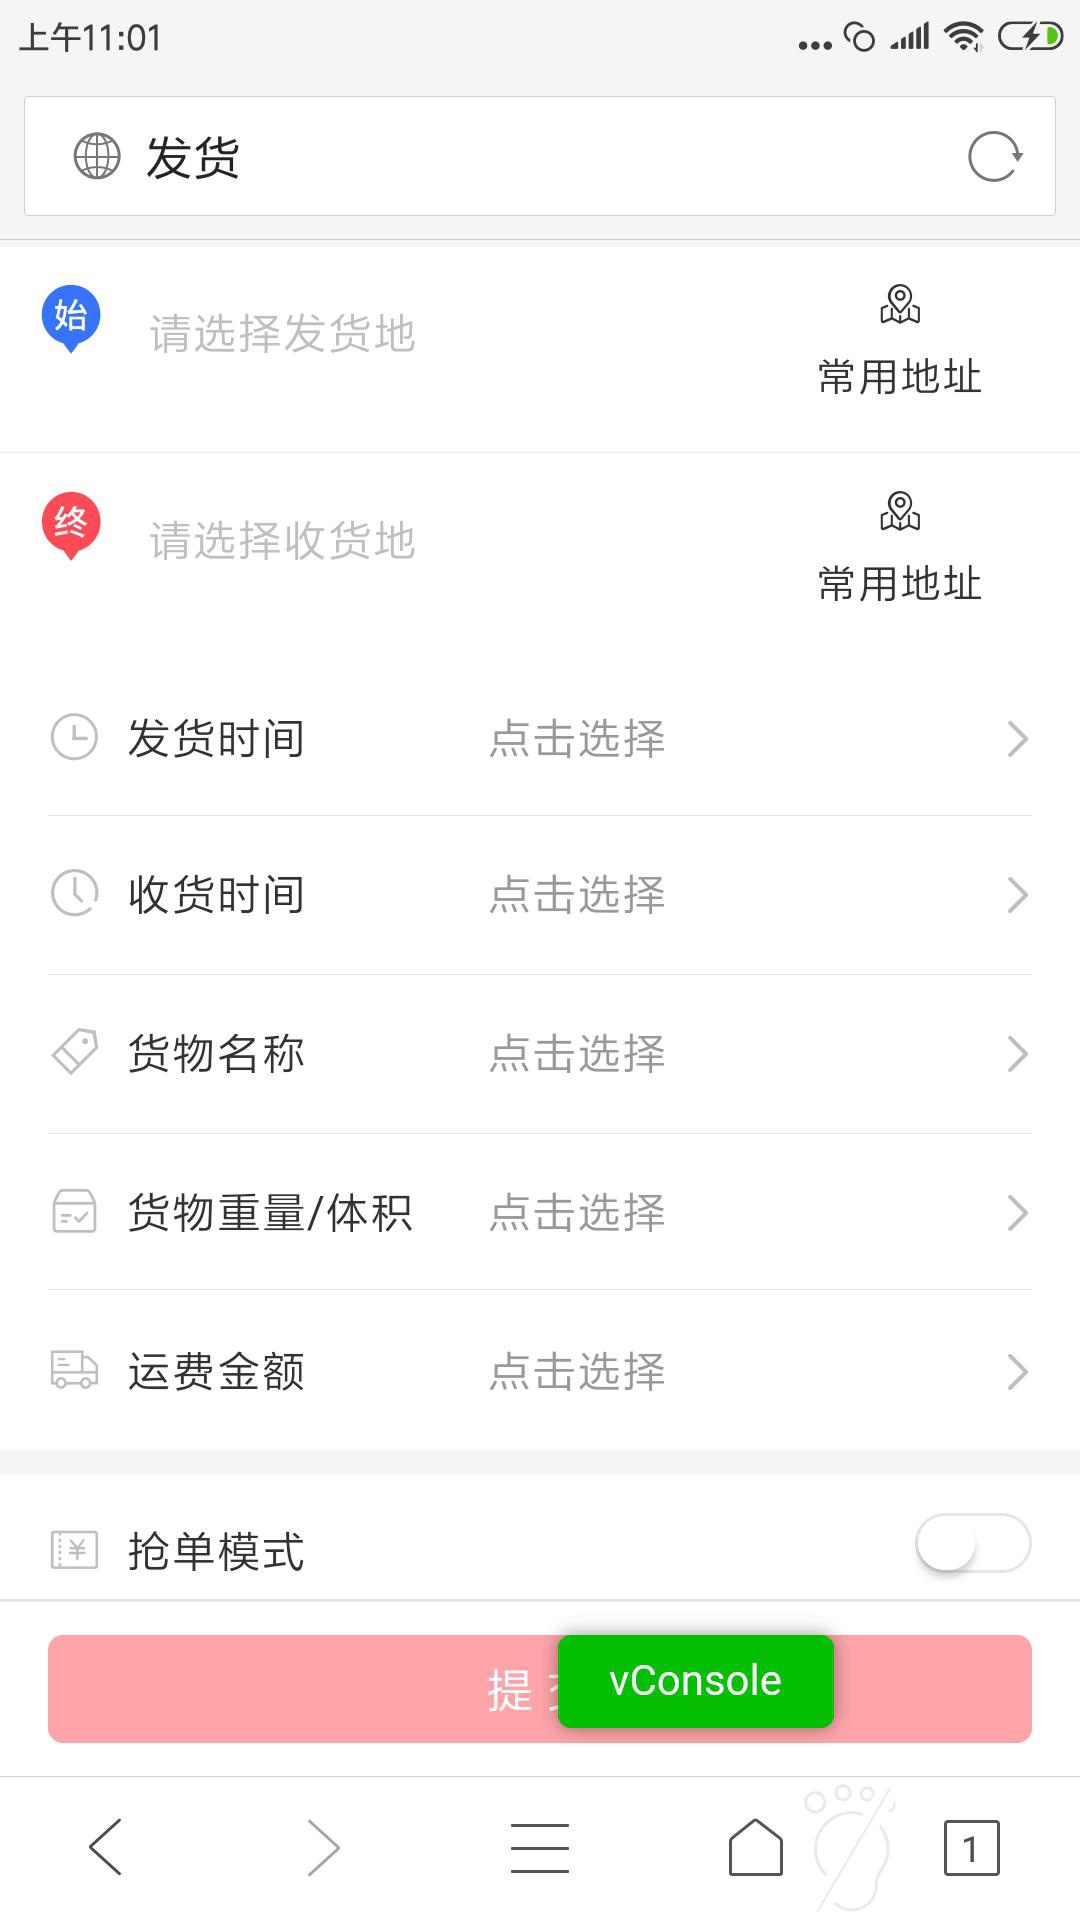 上午11:01
发货
始
请选择发货地
常用地址
终
请选择收货地
常用地址
发货时间 点击选择
收货时间 点击选择
货物名称 点击选择
货物重量/体积 点击选择
运费金额 点击选择
抢单模式
提
vConsole
1